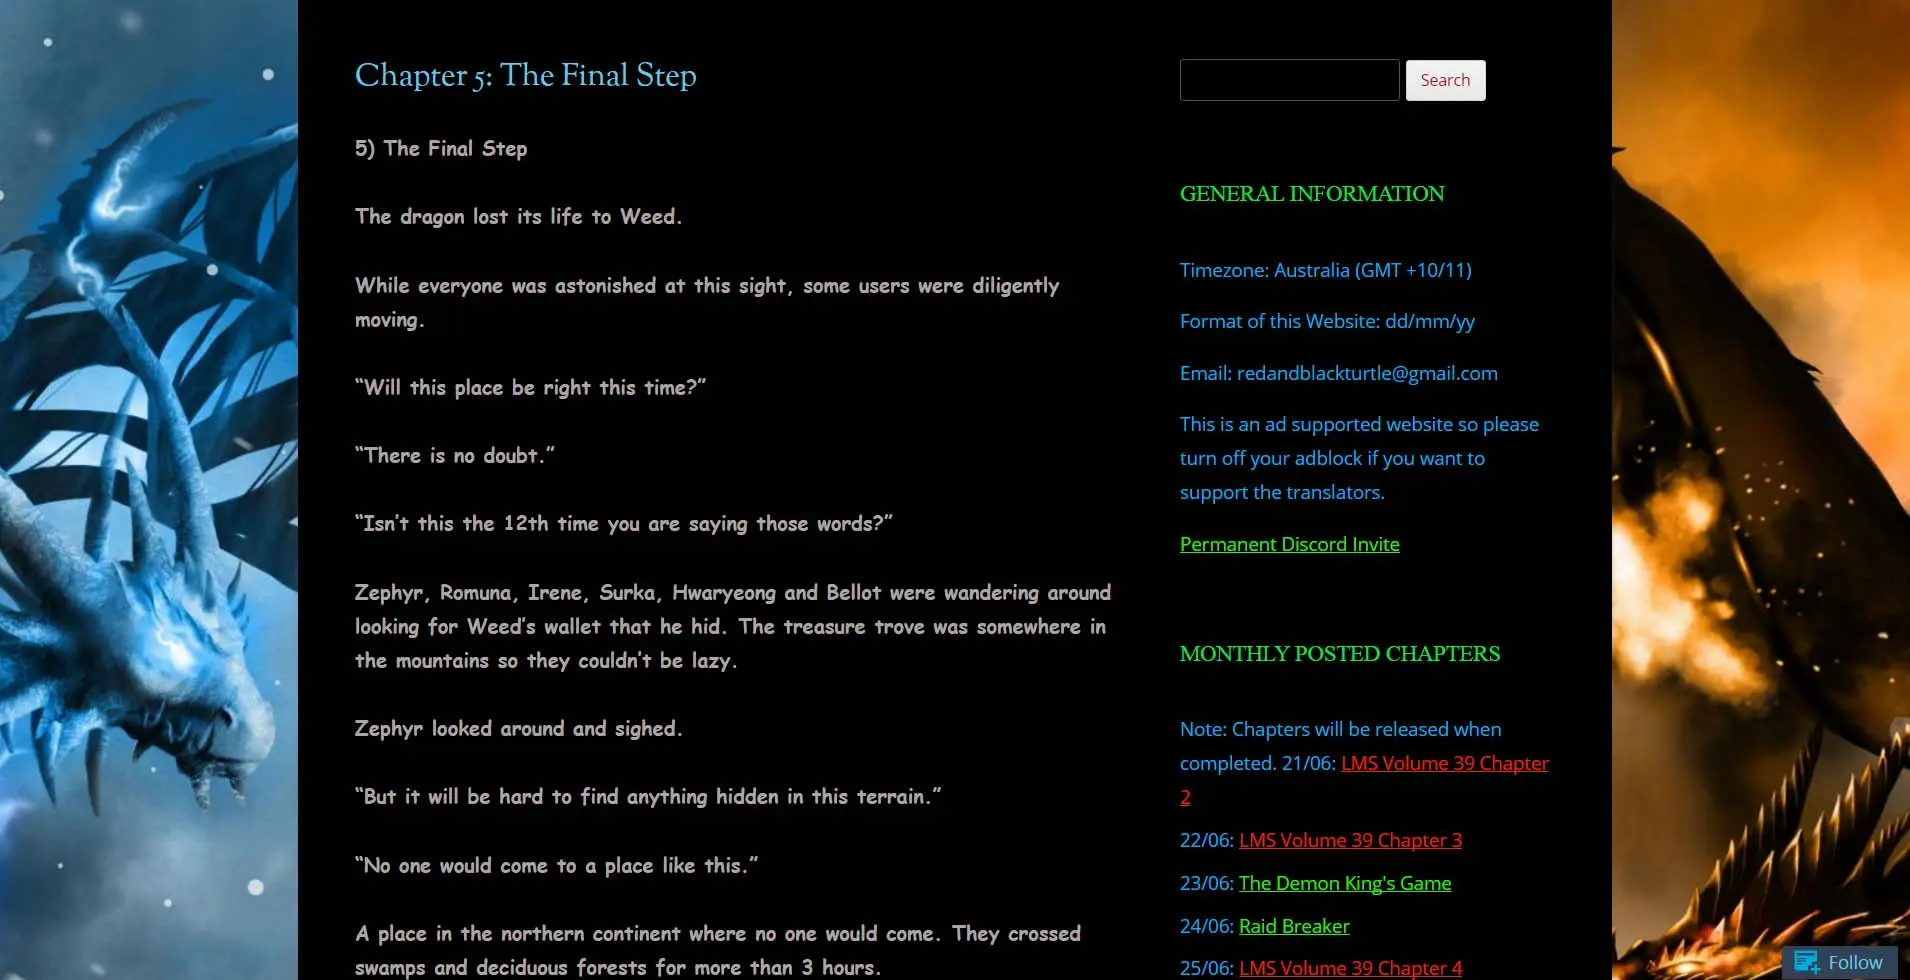 Chapter 5: The Final Step
5) The Final Step
The dragon lost its life to Weed.
While everyone was astonished at this sight, some users were diligently
moving.
“Will this place be right this time?”
“There is no doubt.”
“Isn’t this the 12th time you are saying those words?”
Zephyr, Romuna, Irene, Surka, Hwaryeong and Bellot were wandering around
looking for Weed’s wallet that he hid. The treasure trove was somewhere in
the mountains so they couldn’t be lazy.
Zephyr looked around and sighed.
“But it will be hard to find anything hidden in this terrain.”
“No one would come to a place like this.”
A place in the northern continent where no one would come. They crossed
swamps and deciduous forests for more than 3 hours.
Search
GENERAL INFORMATION
Timezone: Australia (GMT +10/11)
Format of this Website: dd/mm/yy
Email: redandblackturtle@gmail.com
This is an ad supported website so please
turn off your adblock if you want to
support the translators.
Permanent Discord Invite
MONTHLY POSTED CHAPTERS
Note: Chapters will be released when
completed. 21/06: LMS Volume 39 Chapter
2
22/06: LMS Volume 39 Chapter 3
23/06: The Demon King's Game
24/06: Raid Breaker
25/06: LMS Volume 39 Chapter 4
Follow